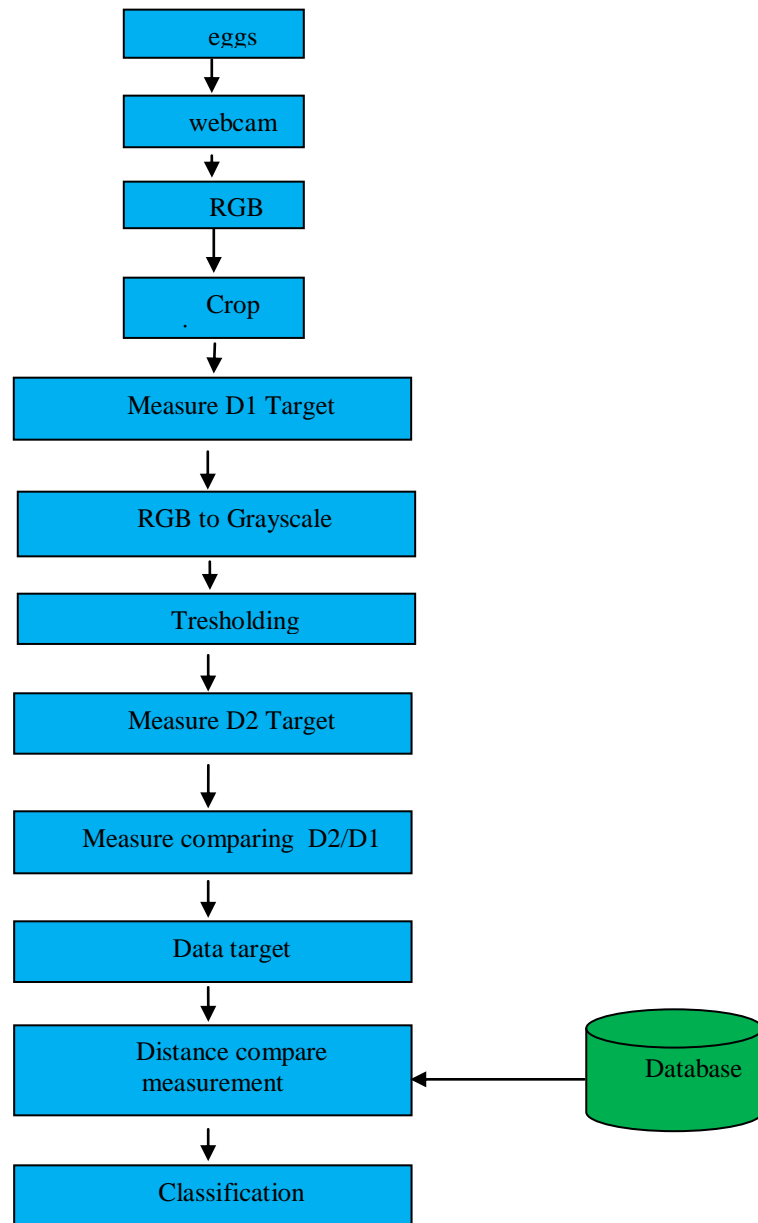 eggs
webcam
RGB
Crop
.
Measure D1 Target
RGB to Grayscale
Tresholding
Measure D2 Target
Measure comparing D2/D1
Data target
Distance compare
measurement
Database
Classification